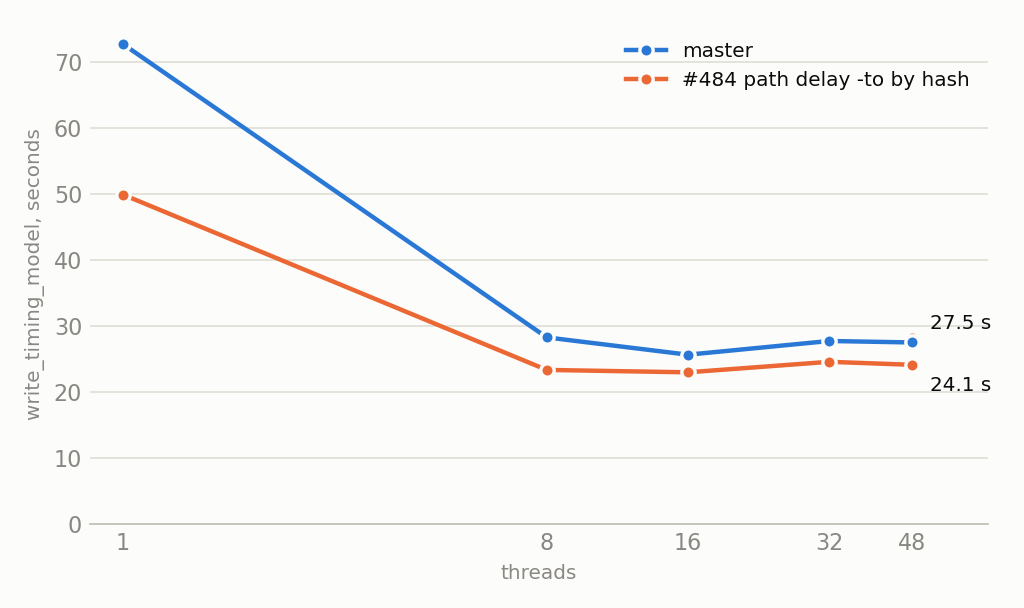 master
#484 path delay -to by hash
write_timing_model, seconds
70
60
50
40
30
20
10
0
27.5 s
24.1 s
1 8 16 32 48
threads